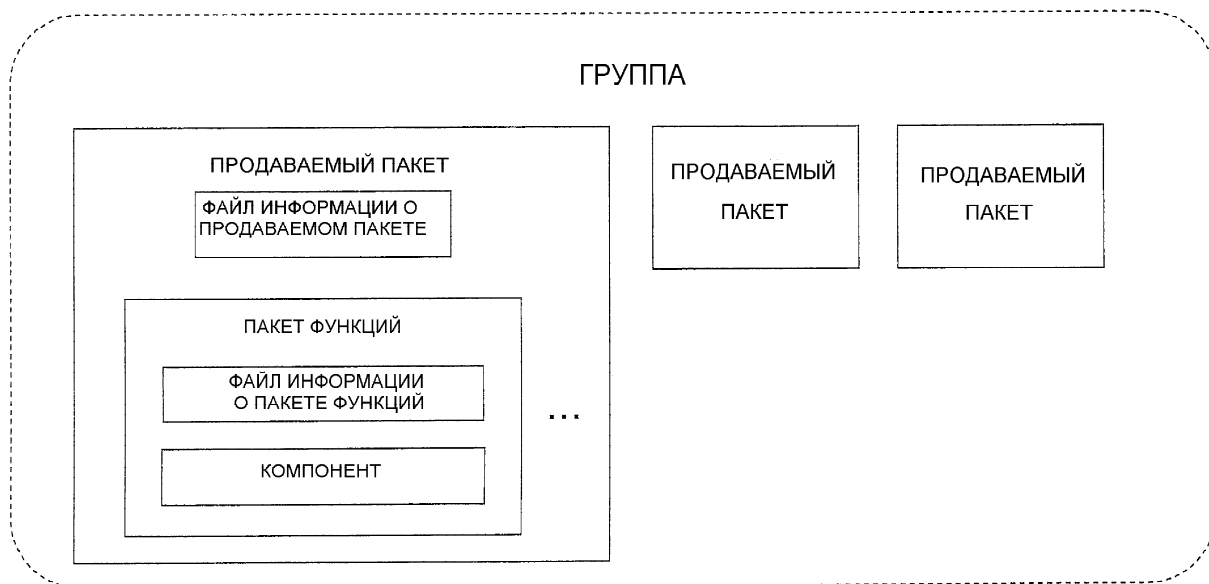 ГРУППА
ПРОДАВАЕМЫЙ ПАКЕТ
ФАЙЛ ИНФОРМАЦИИ О
ПРОДАВАЕМОМ ПАКЕТЕ
ПАКЕТ ФУНКЦИЙ
ФАЙЛ ИНФОРМАЦИИ
О ПАКЕТЕ ФУНКЦИЙ
КОМПОНЕНТ
...
ПРОДАВАЕМЫЙ
ПАКЕТ
ПРОДАВАЕМЫЙ
ПАКЕТ